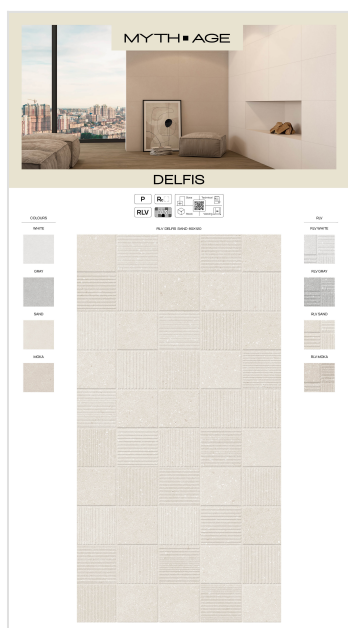 MYTH■AGE
DELFIS
P
R
RLV
COLOURS
WHITE
GRAY
SAND
MOKA
RLV DELFIS SAND 60X120
RLV
RLV WHITE
RLV GRAY
RLV SAND
RLV MOKA